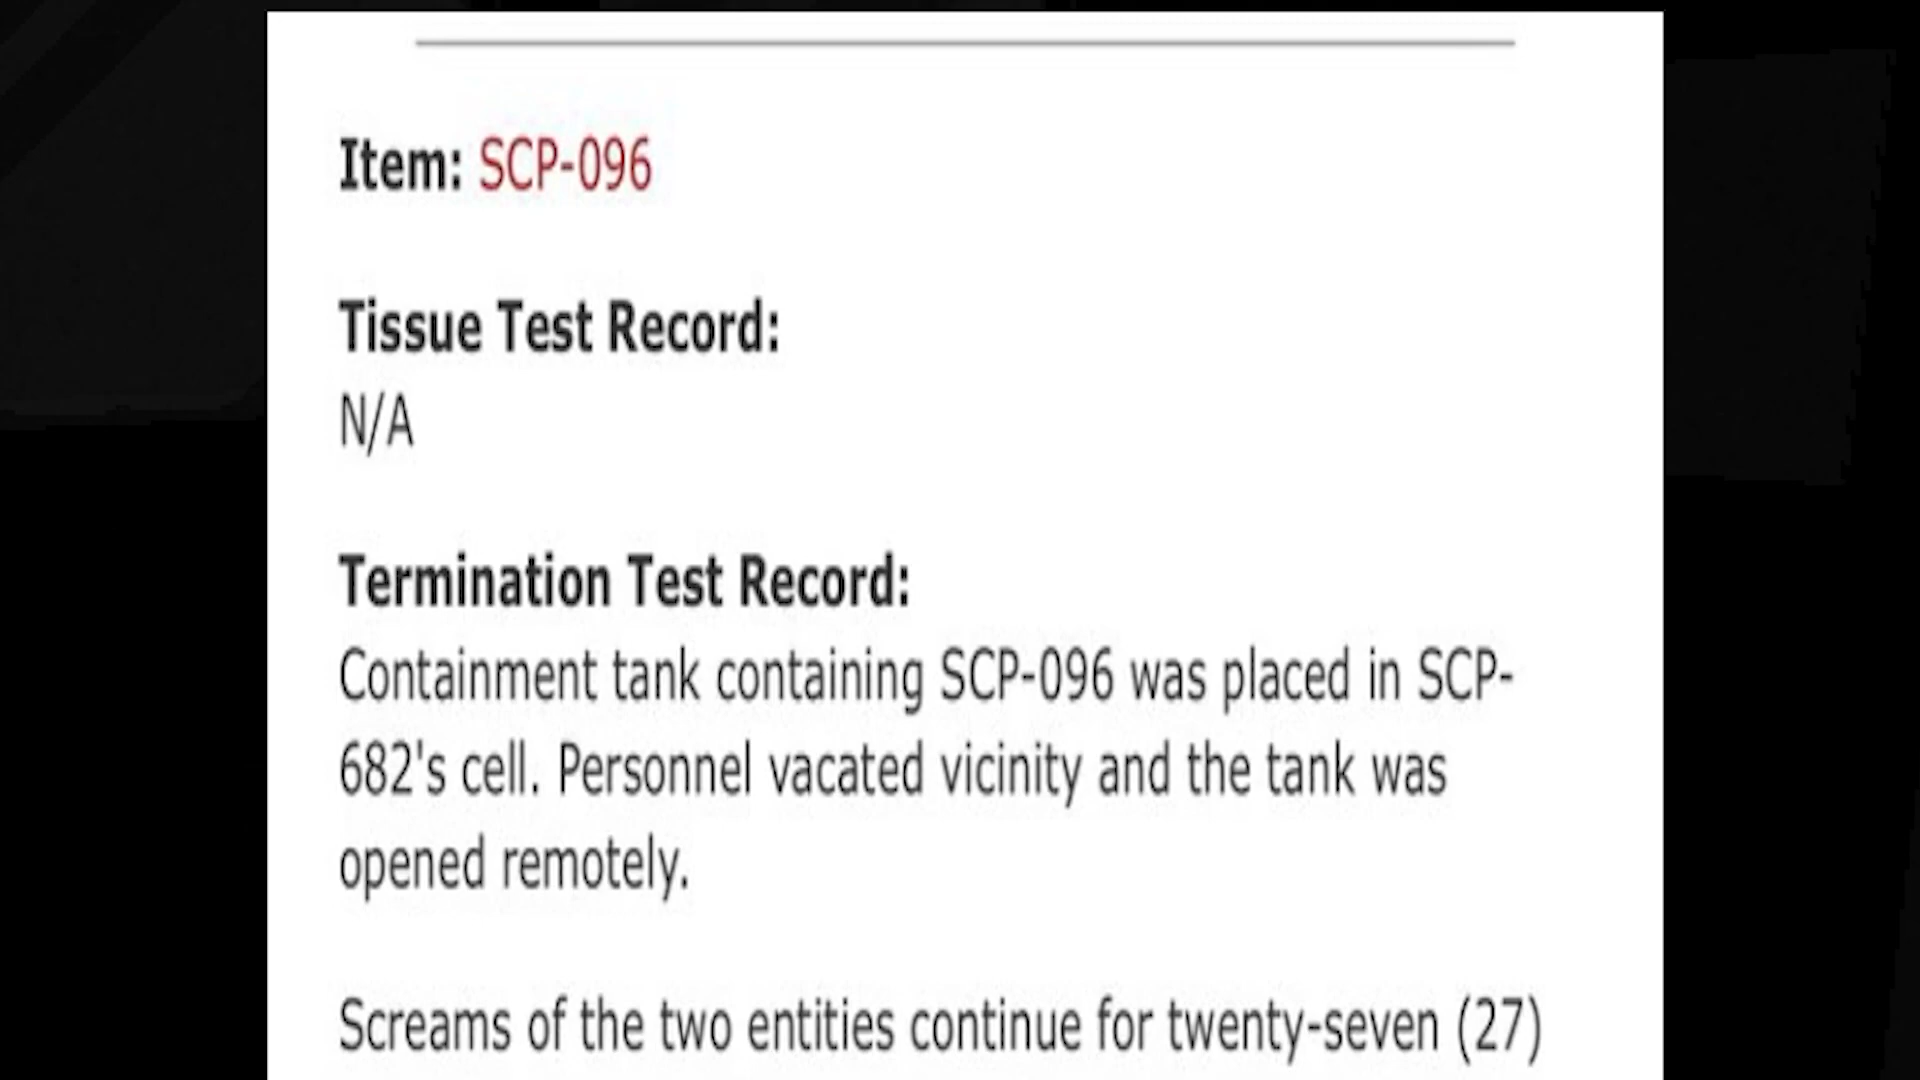 Item: SCP-096
Tissue Test Record:
N/A
Termination Test Record:
Containment tank containing SCP-096 was placed in SCP-
682's cell. Personnel vacated vicinity and the tank was
opened remotely.
Screams of the two entities continue for twenty-seven (27)